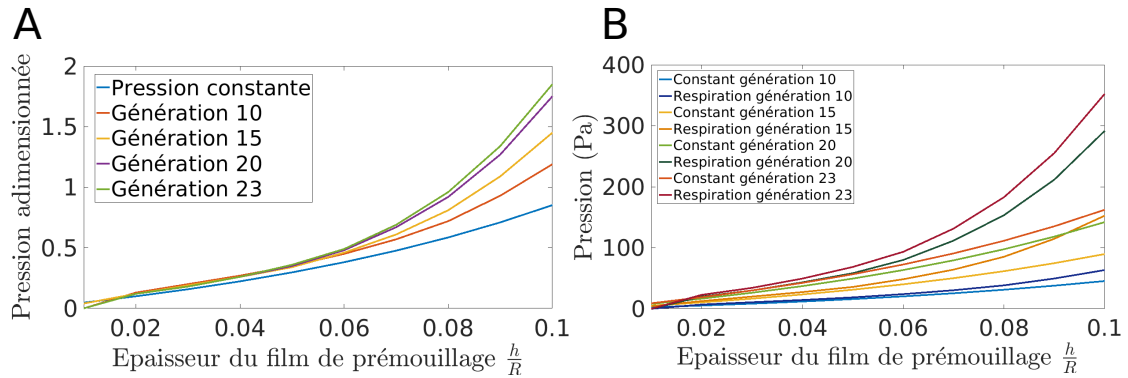 A
Pression adimensionnée
2
1.5
1
0.5
0
Pression constante
Génération 10
Génération 15
Génération 20
Génération 23
0.02
0.04
0.06
0.08
0.1
Epaisseur du film de prémouillage h/R
B
Pression (Pa)
400
300
200
100
0
Constant génération 10
Respiration génération 10
Constant génération 15
Respiration génération 15
Constant génération 20
Respiration génération 20
Constant génération 23
Respiration génération 23
0.02
0.04
0.06
0.08
0.1
Epaisseur du film de prémouillage h/R